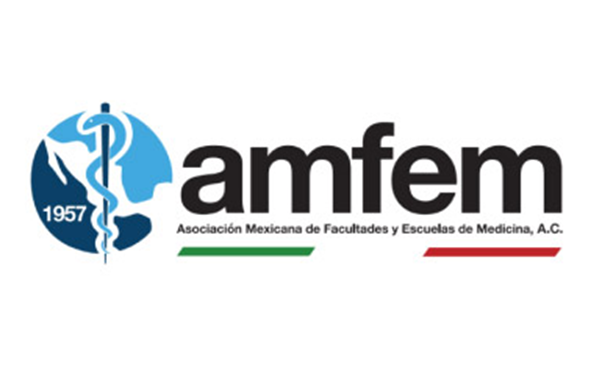 1957
amfem
Asociación Mexicana de Facultades y Escuelas de Medicina, A.C.